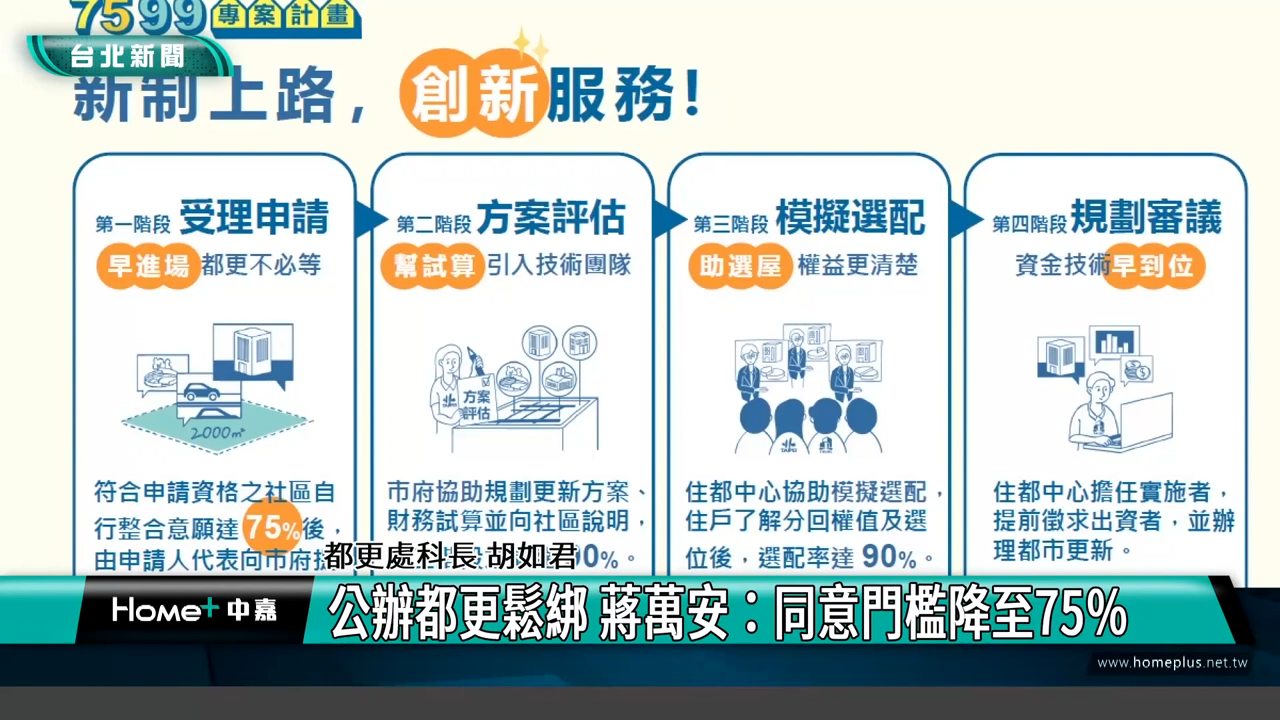 7599專案計畫
台北新聞
新制上路，創新服務！
第一階段 受理申請
早進場 都更不必等
2000m²
符合申請資格之社區自
行整合意願達75%後，
由申請人代表向市府提
第二階段 方案評估
幫試算 引入技術團隊
方案
評估
市府協助規劃更新方案、
財務試算並向社區說明，
0%。
第三階段 模擬選配
助選屋 權益更清楚
住都中心協助模擬選配，
住戶了解分回權值及選
位後，選配率達 90%。
第四階段 規劃審議
資金技術早到位
住都中心擔任實施者，
提前徵求出資者，並辦
理都市更新。
都更處科長 胡如君
Home+ 中嘉
公辦都更鬆綁 蔣萬安：同意門檻降至75%
www.homeplus.net.tw